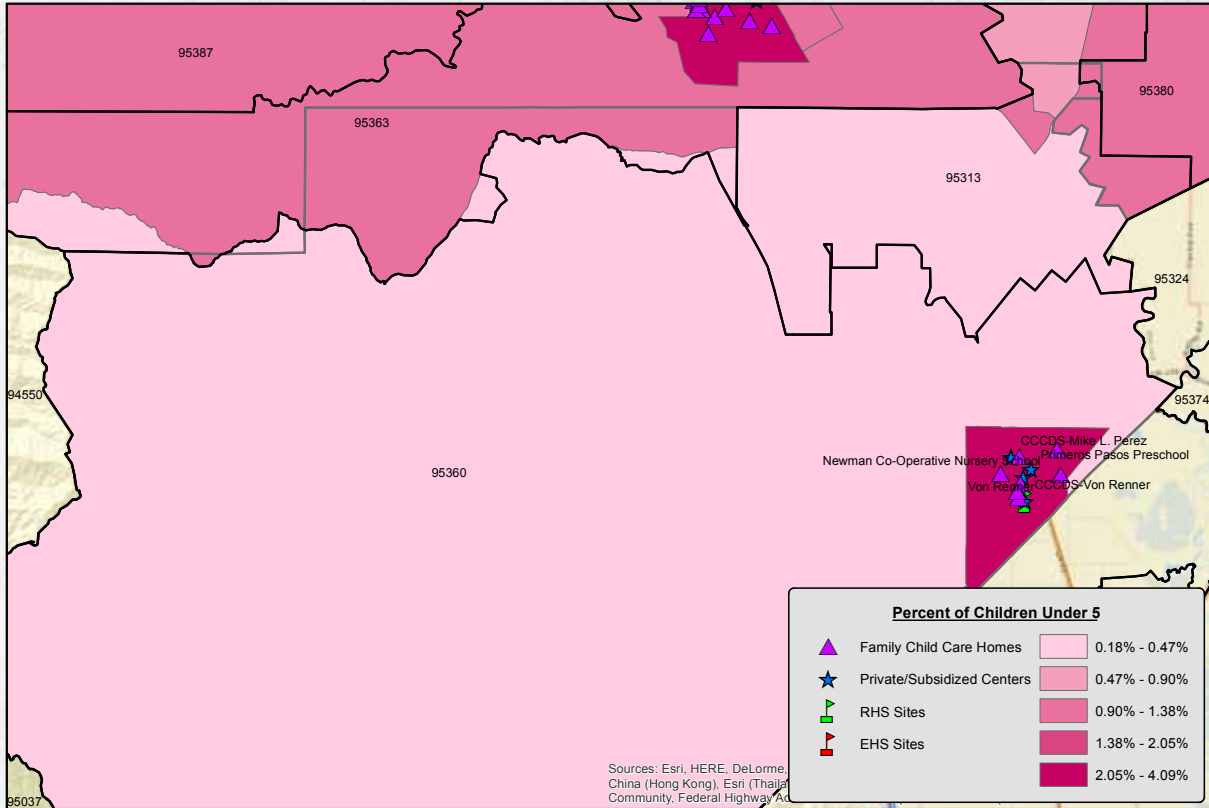 95387
95380
95363
95313
95324
94550
95374
CCCDS-Mike L. Perez
Primeros Pasos Preschool
Newman Co-Operative Nursery School
95360
Von Renner
CCCDS-Von Renner
Percent of Children Under 5
Family Child Care Homes
0.18% - 0.47%
Private/Subsidized Centers
0.47% - 0.90%
RHS Sites
0.90% - 1.38%
EHS Sites
1.38% - 2.05%
2.05% - 4.09%
Sources: Esri, HERE, DeLorme,
China (Hong Kong), Esri
Community, Federal Highway
95037